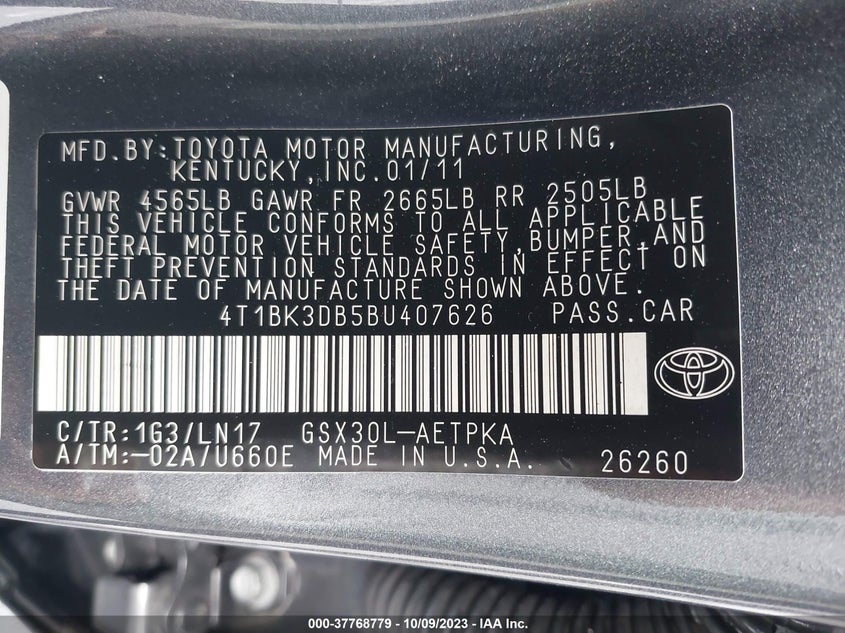 MFD.BY:TOYOTA MOTOR MANUFACTURING,
KENTUCKY,INC.01/11
GVWR 4565LB GAWR FR 2665LB RR 2505LB
THIS VEHICLE CONFORMS TO ALL APPLICABLE
FEDERAL MOTOR VEHICLE SAFETY,BUMPER,AND
THEFT PREVENTION STANDARDS IN EFFECT ON
THE DATE OF MANUFACTURE SHOWN ABOVE.
4T1BK3DB5BU407626 PASS.CAR
C/TR:1G3/LN17 GSX30L-AETPKA
A/TM:-02A/U660E MADE IN U.S.A. 26260
000-37768779 - 10/09/2023 - IAA Inc.